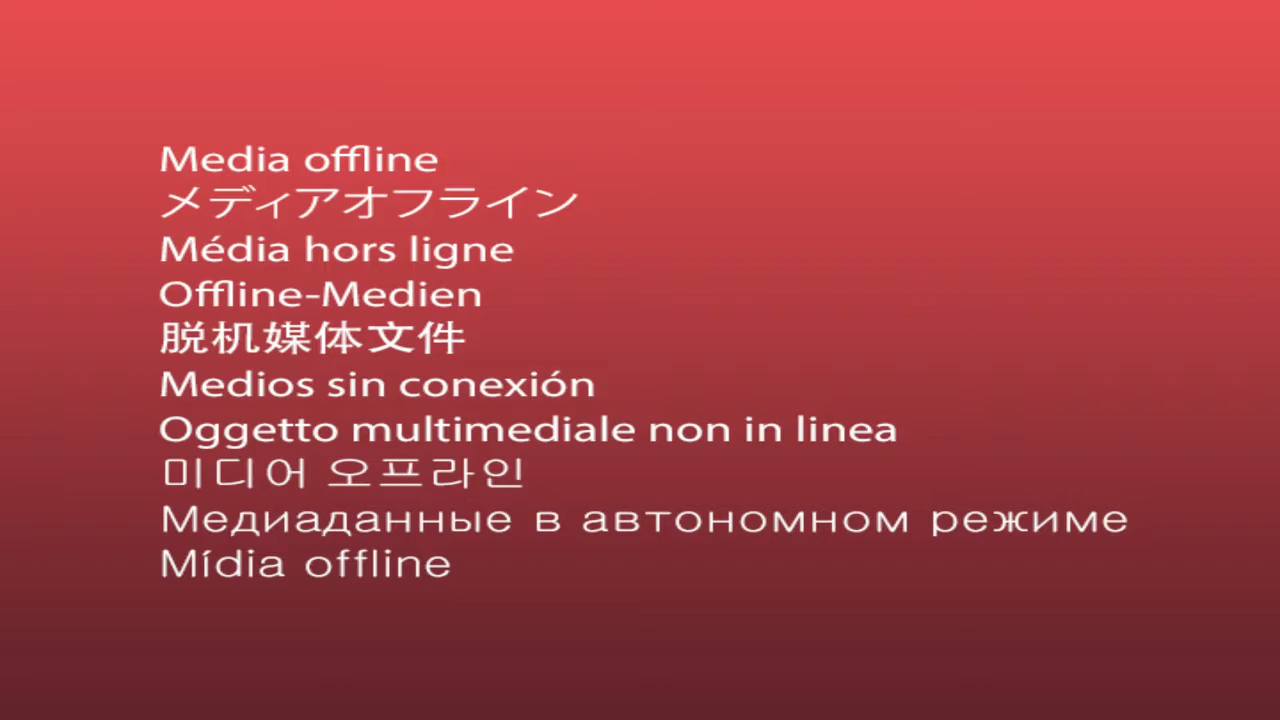 Media offline
メディアオフライン
Média hors ligne
Offline-Medien
脱机媒体文件
Medios sin conexión
Oggetto multimediale non in linea
미디어 오프라인
Медиаданные в автономном режиме
Mídia offline